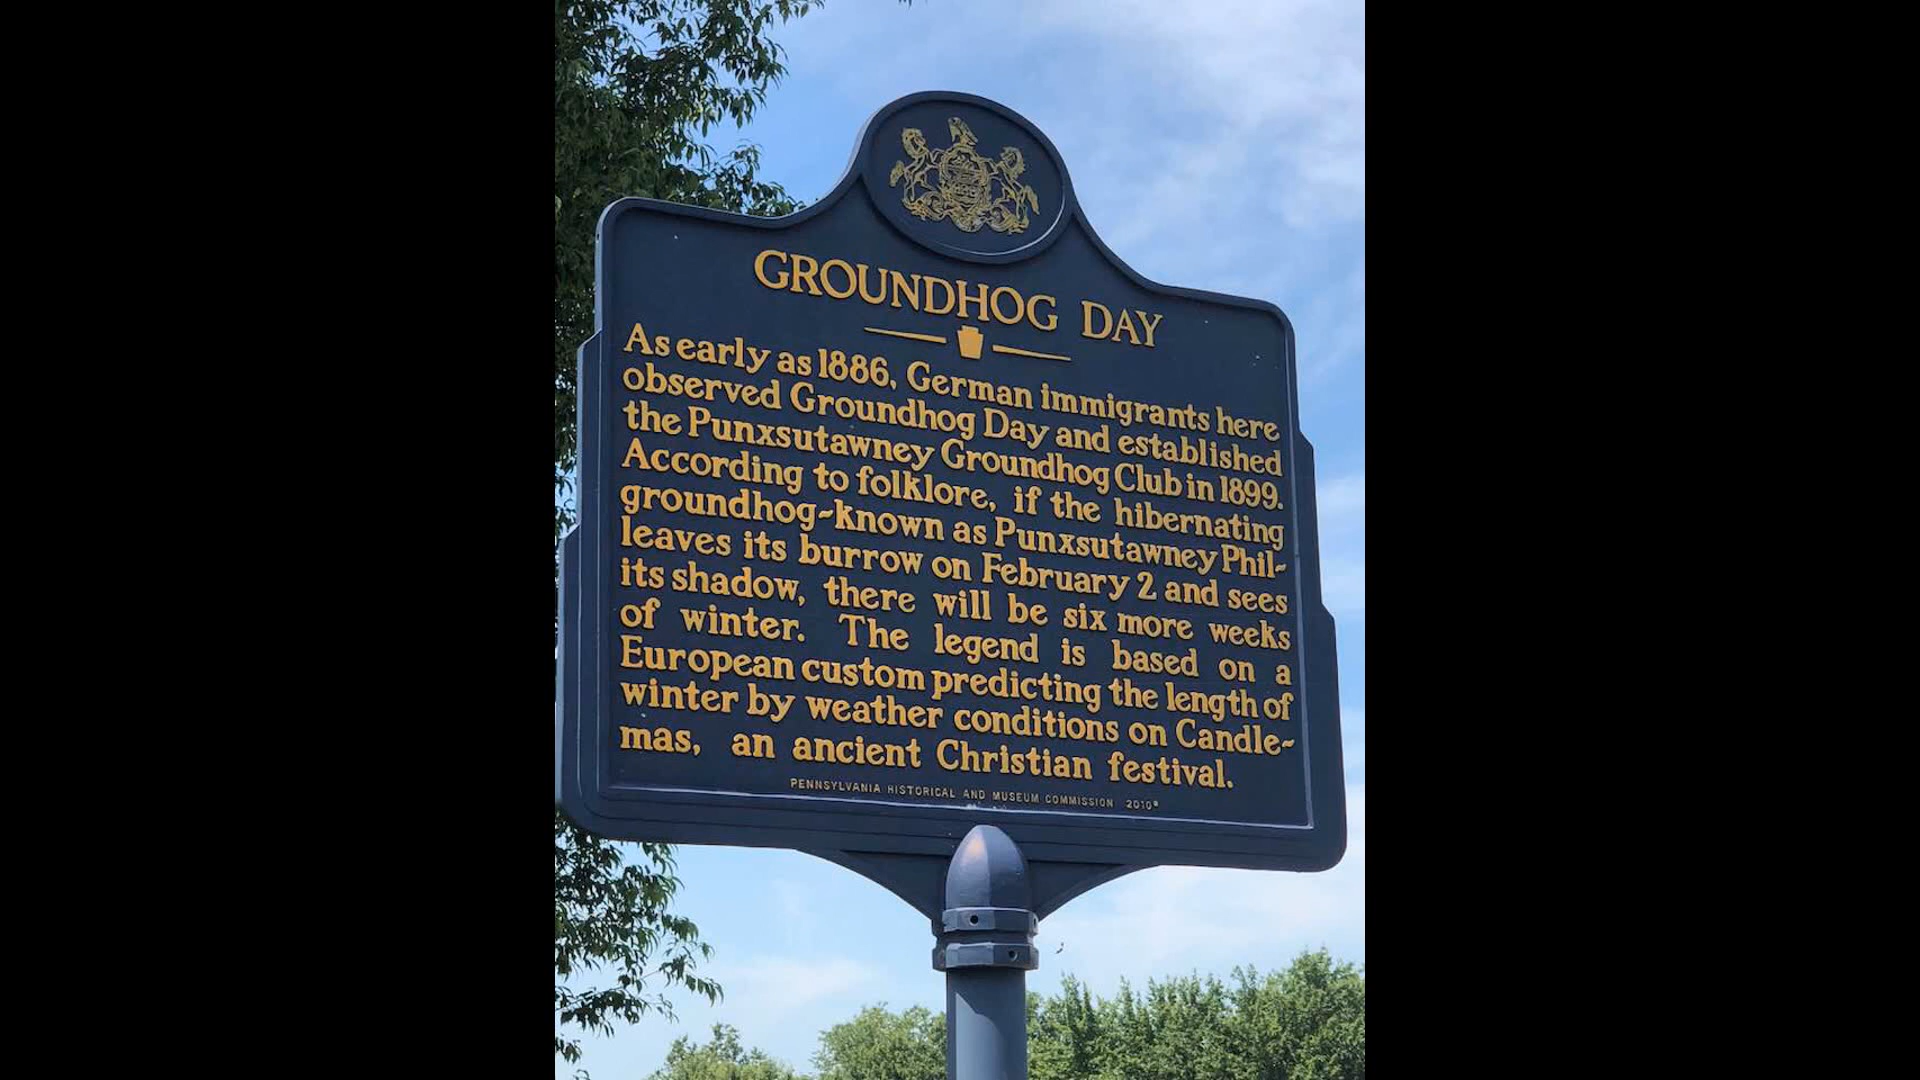 GROUNDHOG DAY
As early as 1886, German immigrants here
observed Groundhog Day and established
the Punxsutawney Groundhog Club in 1899.
According to folklore, if the hibernating
groundhog-known as Punxsutawney Phil-
leaves its burrow on February 2 and sees
its shadow, there will be six more weeks
of winter. The legend is based on a
European custom predicting the length of
winter by weather conditions on Candle-
mas, an ancient Christian festival.
PENNSYLVANIA HISTORICAL AND MUSEUM COMMISSION 2010